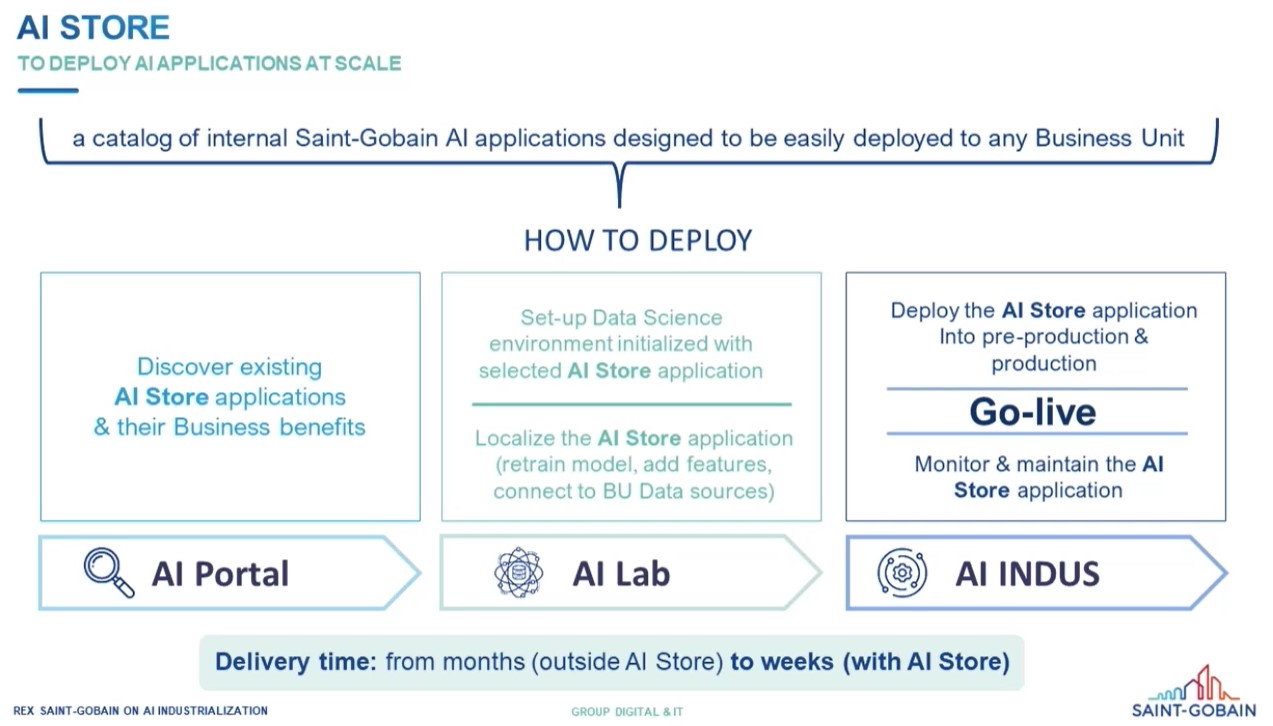 AI STORE
TO DEPLOY AI APPLICATIONS AT SCALE
a catalog of internal Saint-Gobain AI applications designed to be easily deployed to any Business Unit
HOW TO DEPLOY
Discover existing
AI Store applications
& their Business benefits
Set-up Data Science
environment initialized with
selected AI Store application
Localize the AI Store application
(retrain model, add features,
connect to BU Data sources)
Deploy the AI Store application
Into pre-production &
production
Go-live
Monitor & maintain the AI
Store application
AI Portal
AI Lab
AI INDUS
Delivery time: from months (outside AI Store) to weeks (with AI Store)
REX SAINT-GOBAIN ON AI INDUSTRIALIZATION
GROUP DIGITAL & IT
SAINT-GOBAIN